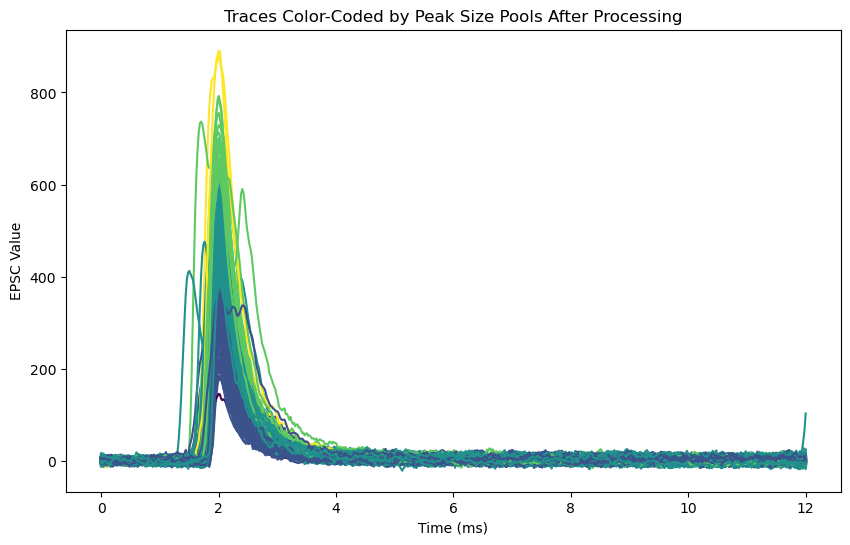 Traces Color-Coded by Peak Size Pools After Processing
EPSC Value
800
600
400
200
0
0 2 4 6 8 10 12
Time (ms)